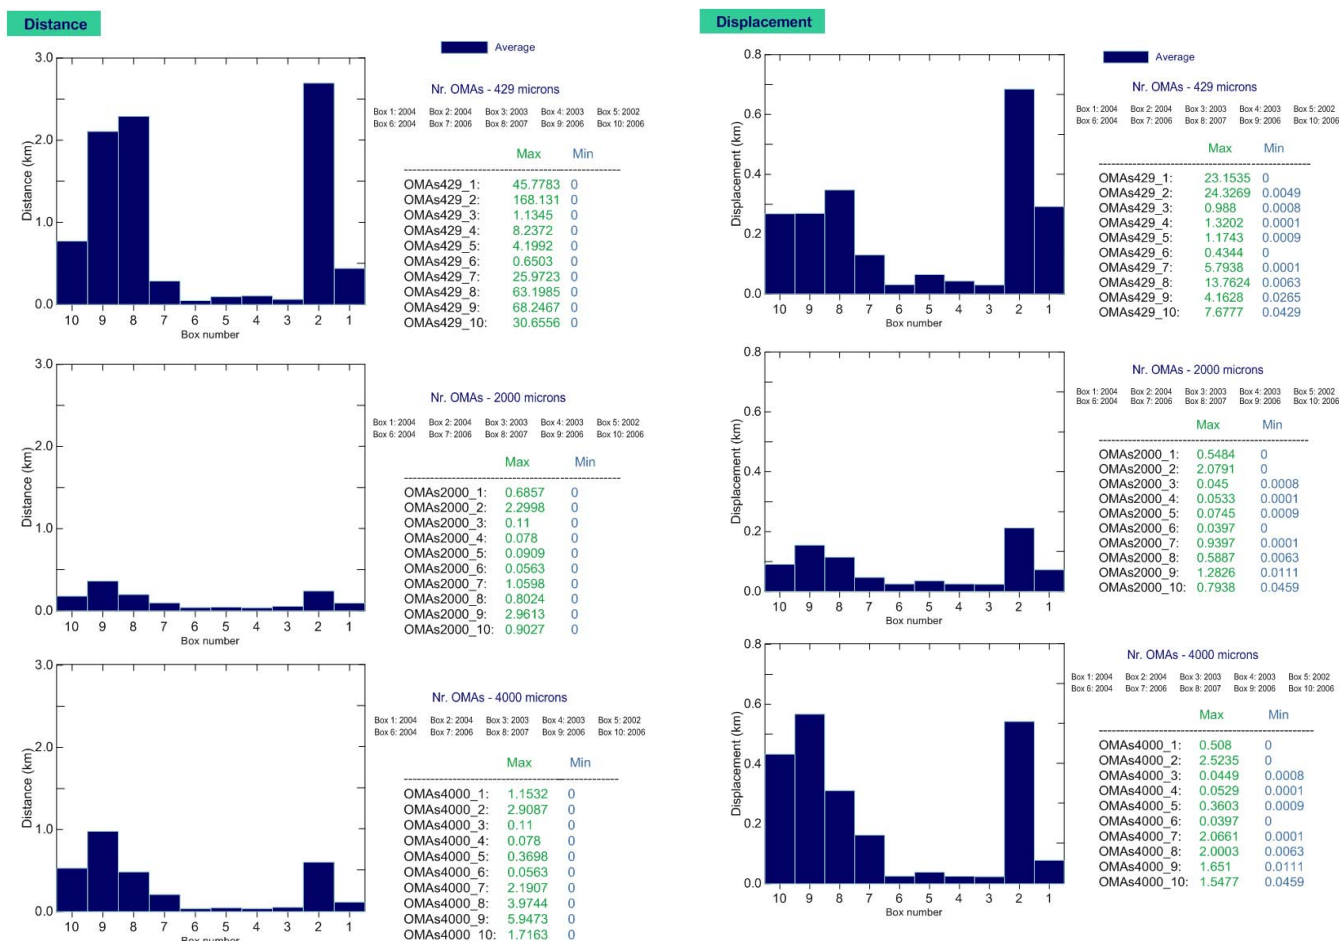 Distance
Average
3.0
2.0
1.0
0.0
Distance (km)
10 9 8 7 6 5 4 3 2 1
Box number
Nr. OMAs - 429 microns
Box 1: 2004 Box 2: 2004 Box 3: 2003 Box 4: 2003 Box 5: 2002
Box 6: 2004 Box 7: 2006 Box 8: 2007 Box 9: 2006 Box 10: 2006
Max Min
OMAs429_1: 45.7783 0
OMAs429_2: 168.131 0
OMAs429_3: 1.1345 0
OMAs429_4: 8.2372 0
OMAs429_5: 4.1992 0
OMAs429_6: 0.6503 0
OMAs429_7: 25.9723 0
OMAs429_8: 63.1985 0
OMAs429_9: 68.2467 0
OMAs429_10: 30.6556 0
3.0
2.0
1.0
0.0
Distance (km)
10 9 8 7 6 5 4 3 2 1
Box number
Nr. OMAs - 2000 microns
Box 1: 2004 Box 2: 2004 Box 3: 2003 Box 4: 2003 Box 5: 2002
Box 6: 2004 Box 7: 2006 Box 8: 2007 Box 9: 2006 Box 10: 2006
Max Min
OMAs2000_1: 0.6857 0
OMAs2000_2: 2.2998 0
OMAs2000_3: 0.11 0
OMAs2000_4: 0.078 0
OMAs2000_5: 0.0909 0
OMAs2000_6: 0.0563 0
OMAs2000_7: 1.0598 0
OMAs2000_8: 0.8024 0
OMAs2000_9: 2.9613 0
OMAs2000_10: 0.9027 0
3.0
2.0
1.0
0.0
Distance (km)
10 9 8 7 6 5 4 3 2 1
Box number
Nr. OMAs - 4000 microns
Box 1: 2004 Box 2: 2004 Box 3: 2003 Box 4: 2003 Box 5: 2002
Box 6: 2004 Box 7: 2006 Box 8: 2007 Box 9: 2006 Box 10: 2006
Max Min
OMAs4000_1: 1.1532 0
OMAs4000_2: 2.9087 0
OMAs4000_3: 0.11 0
OMAs4000_4: 0.078 0
OMAs4000_5: 0.3698 0
OMAs4000_6: 0.0563 0
OMAs4000_7: 2.1907 0
OMAs4000_8: 3.9744 0
OMAs4000_9: 5.9473 0
OMAs4000_10: 1.7163 0
Displacement
Average
0.8
0.6
0.4
0.2
0.0
Displacement (km)
10 9 8 7 6 5 4 3 2 1
Box number
Nr. OMAs - 429 microns
Box 1: 2004 Box 2: 2004 Box 3: 2003 Box 4: 2003 Box 5: 2002
Box 6: 2004 Box 7: 2006 Box 8: 2007 Box 9: 2006 Box 10: 2006
Max Min
OMAs429_1: 23.1535 0
OMAs429_2: 24.3269 0.0049
OMAs429_3: 0.988 0.0008
OMAs429_4: 1.3202 0.0001
OMAs429_5: 1.1743 0.0009
OMAs429_6: 0.4344 0
OMAs429_7: 5.7938 0.0001
OMAs429_8: 13.7624 0.0063
OMAs429_9: 4.1628 0.0265
OMAs429_10: 7.6777 0.0429
0.8
0.6
0.4
0.2
0.0
Displacement (km)
10 9 8 7 6 5 4 3 2 1
Box number
Nr. OMAs - 2000 microns
Box 1: 2004 Box 2: 2004 Box 3: 2003 Box 4: 2003 Box 5: 2002
Box 6: 2004 Box 7: 2006 Box 8: 2007 Box 9: 2006 Box 10: 2006
Max Min
OMAs2000_1: 0.5484 0
OMAs2000_2: 2.0791 0
OMAs2000_3: 0.045 0.0008
OMAs2000_4: 0.0533 0.0001
OMAs2000_5: 0.0745 0.0009
OMAs2000_6: 0.0397 0
OMAs2000_7: 0.9397 0.0001
OMAs2000_8: 0.5887 0.0063
OMAs2000_9: 1.2826 0.0111
OMAs2000_10: 0.7938 0.0459
0.8
0.6
0.4
0.2
0.0
Displacement (km)
10 9 8 7 6 5 4 3 2 1
Box number
Nr. OMAs - 4000 microns
Box 1: 2004 Box 2: 2004 Box 3: 2003 Box 4: 2003 Box 5: 2002
Box 6: 2004 Box 7: 2006 Box 8: 2007 Box 9: 2006 Box 10: 2006
Max Min
OMAs4000_1: 0.508 0
OMAs4000_2: 2.5235 0
OMAs4000_3: 0.0449 0.0008
OMAs4000_4: 0.0529 0.0001
OMAs4000_5: 0.3603 0.0009
OMAs4000_6: 0.0397 0
OMAs4000_7: 2.0661 0.0001
OMAs4000_8: 2.0003 0.0063
OMAs4000_9: 1.651 0.0111
OMAs4000_10: 1.5477 0.0459